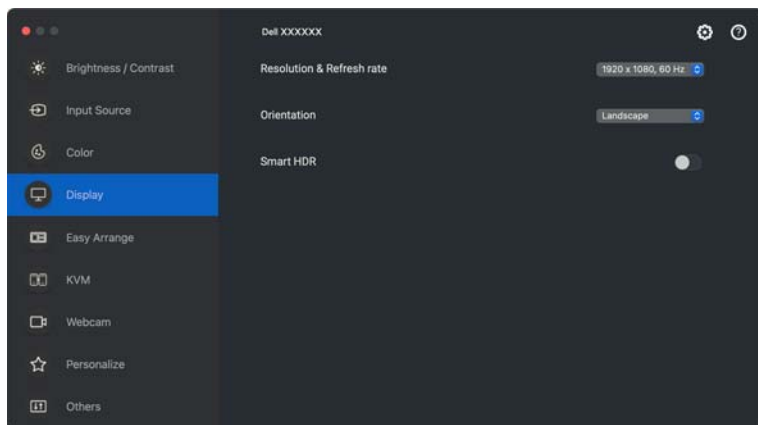 Dell XXXXXX
Brightness / Contrast
Input Source
Color
Display
Easy Arrange
KVM
Webcam
Personalize
Others
Resolution & Refresh rate
1920 x 1080, 60 Hz
Orientation
Landscape
Smart HDR